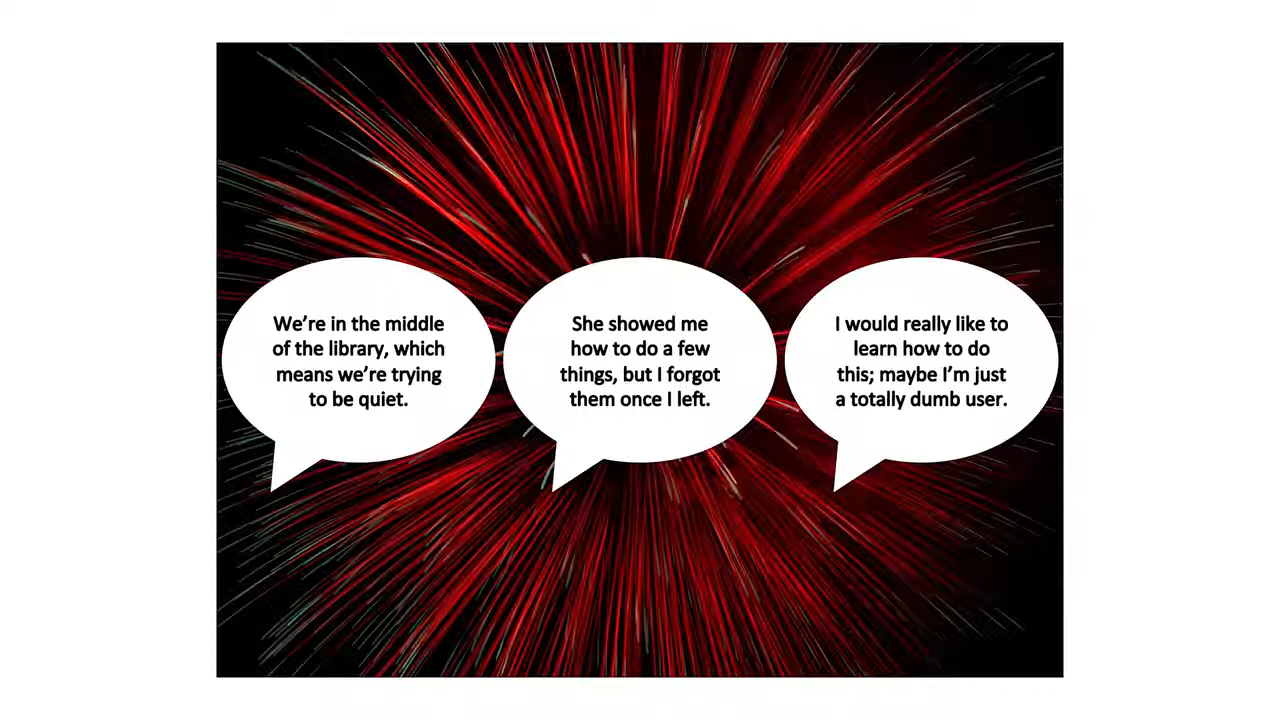 We’re in the middle
of the library, which
means we’re trying
to be quiet.
She showed me
how to do a few
things, but I forgot
them once I left.
I would really like to
learn how to do
this; maybe I’m just
a totally dumb user.